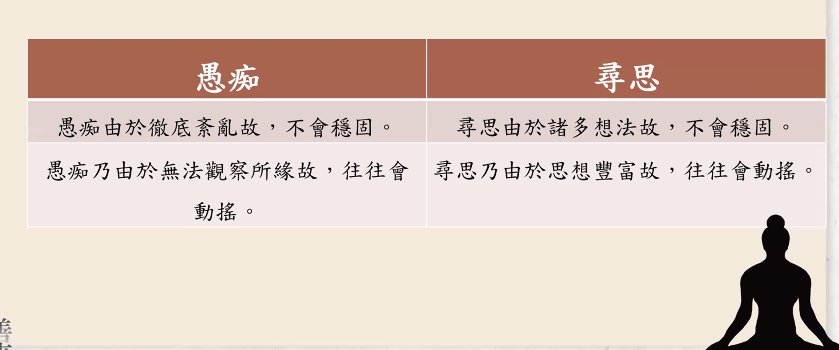 愚痴
尋思
愚痴由於徹底紊亂故，不會穩固。
尋思由於諸多想法故，不會穩固。
愚痴乃由於無法觀察所緣故，往往會
動搖。
尋思乃由於思想豐富故，往往會動搖。
善